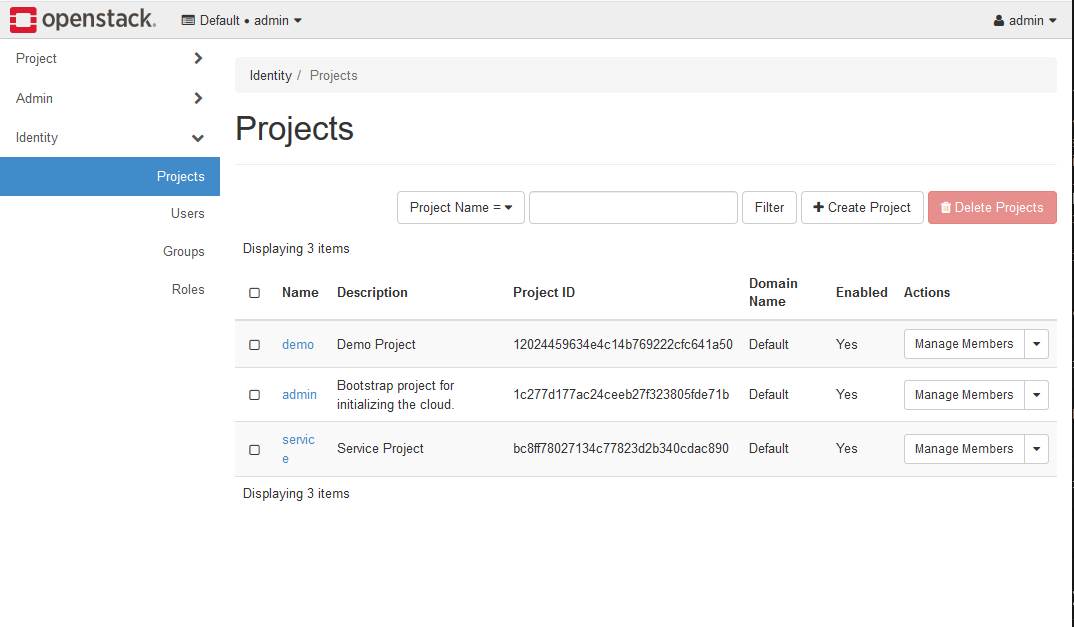 openstack. Default • admin admin
Project
Admin
Identity
Projects
Users
Groups
Roles
Identity / Projects
Projects
Project Name = Filter Create Project Delete Projects
Displaying 3 items
Name Description Project ID Domain Name Enabled Actions
demo Demo Project 12024459634e4c14b769222cfc641a50 Default Yes Manage Members
admin Bootstrap project for initializing the cloud. 1c277d177ac24ceeb27f323805fde71b Default Yes Manage Members
service Service Project bc8ff78027134c77823d2b340cdac890 Default Yes Manage Members
Displaying 3 items